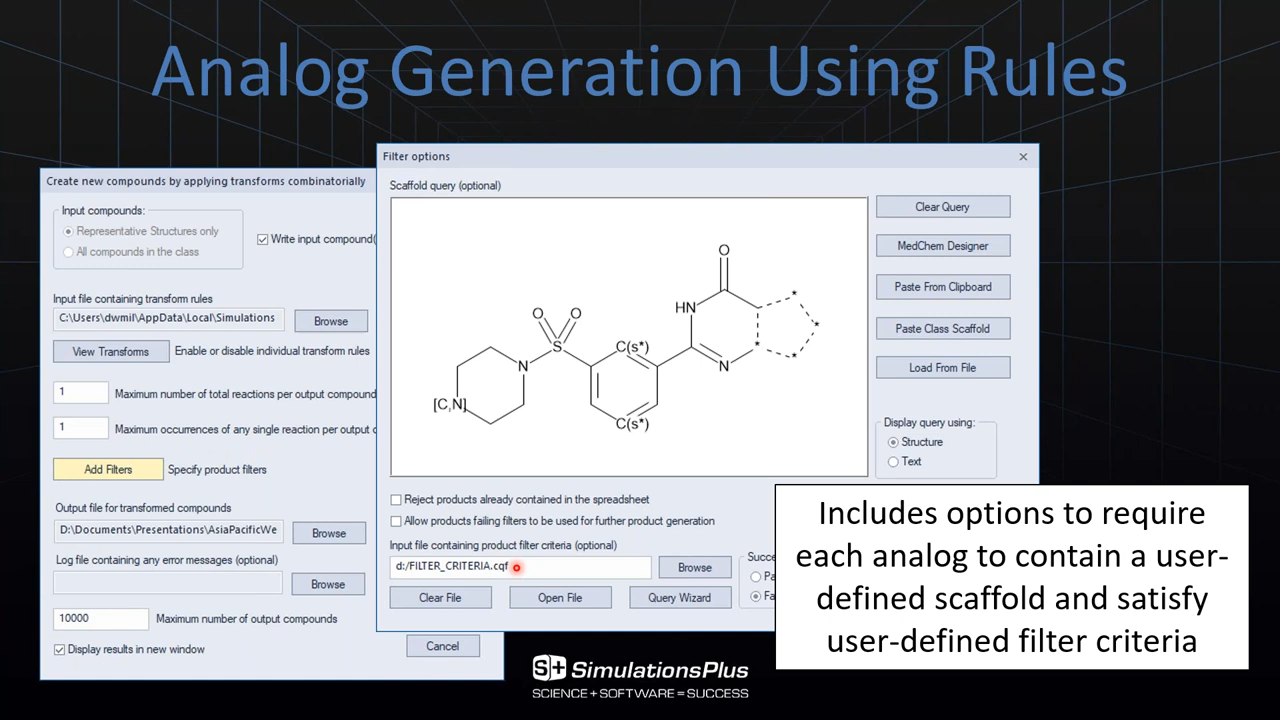 Analog Generation Using Rules
Create new compounds by applying transforms combinatorially
Input compounds:
Representative Structures only
All compounds in the class
Write input compound(
Input file containing transform rules
C:\Users\dwmil\AppData\Local\Simulations
Browse
View Transforms
Enable or disable individual transform rules
1
Maximum number of total reactions per output compound
1
Maximum occurrences of any single reaction per output c
Add Filters
Specify product filters
Output file for transformed compounds
D:\Documents\Presentations\AsiaPacificWe
Browse
Log file containing any error messages (optional)
Browse
10000
Maximum number of output compounds
Display results in new window
Cancel
Filter options
Scaffold query (optional)
O
HN
O
O
S
C(s*)
N
N
[C,N]
C(s*)
*
*
*
*
Clear Query
MedChem Designer
Paste From Clipboard
Paste Class Scaffold
Load From File
Display query using:
Structure
Text
Reject products already contained in the spreadsheet
Allow products failing filters to be used for further product generation
Input file containing product filter criteria (optional)
d:/FILTER_CRITERIA.cqf
Browse
Clear File
Open File
Query Wizard
Succe
Pa
Fa
Includes options to require
each analog to contain a user-
defined scaffold and satisfy
user-defined filter criteria
S+ SimulationsPlus
SCIENCE + SOFTWARE = SUCCESS